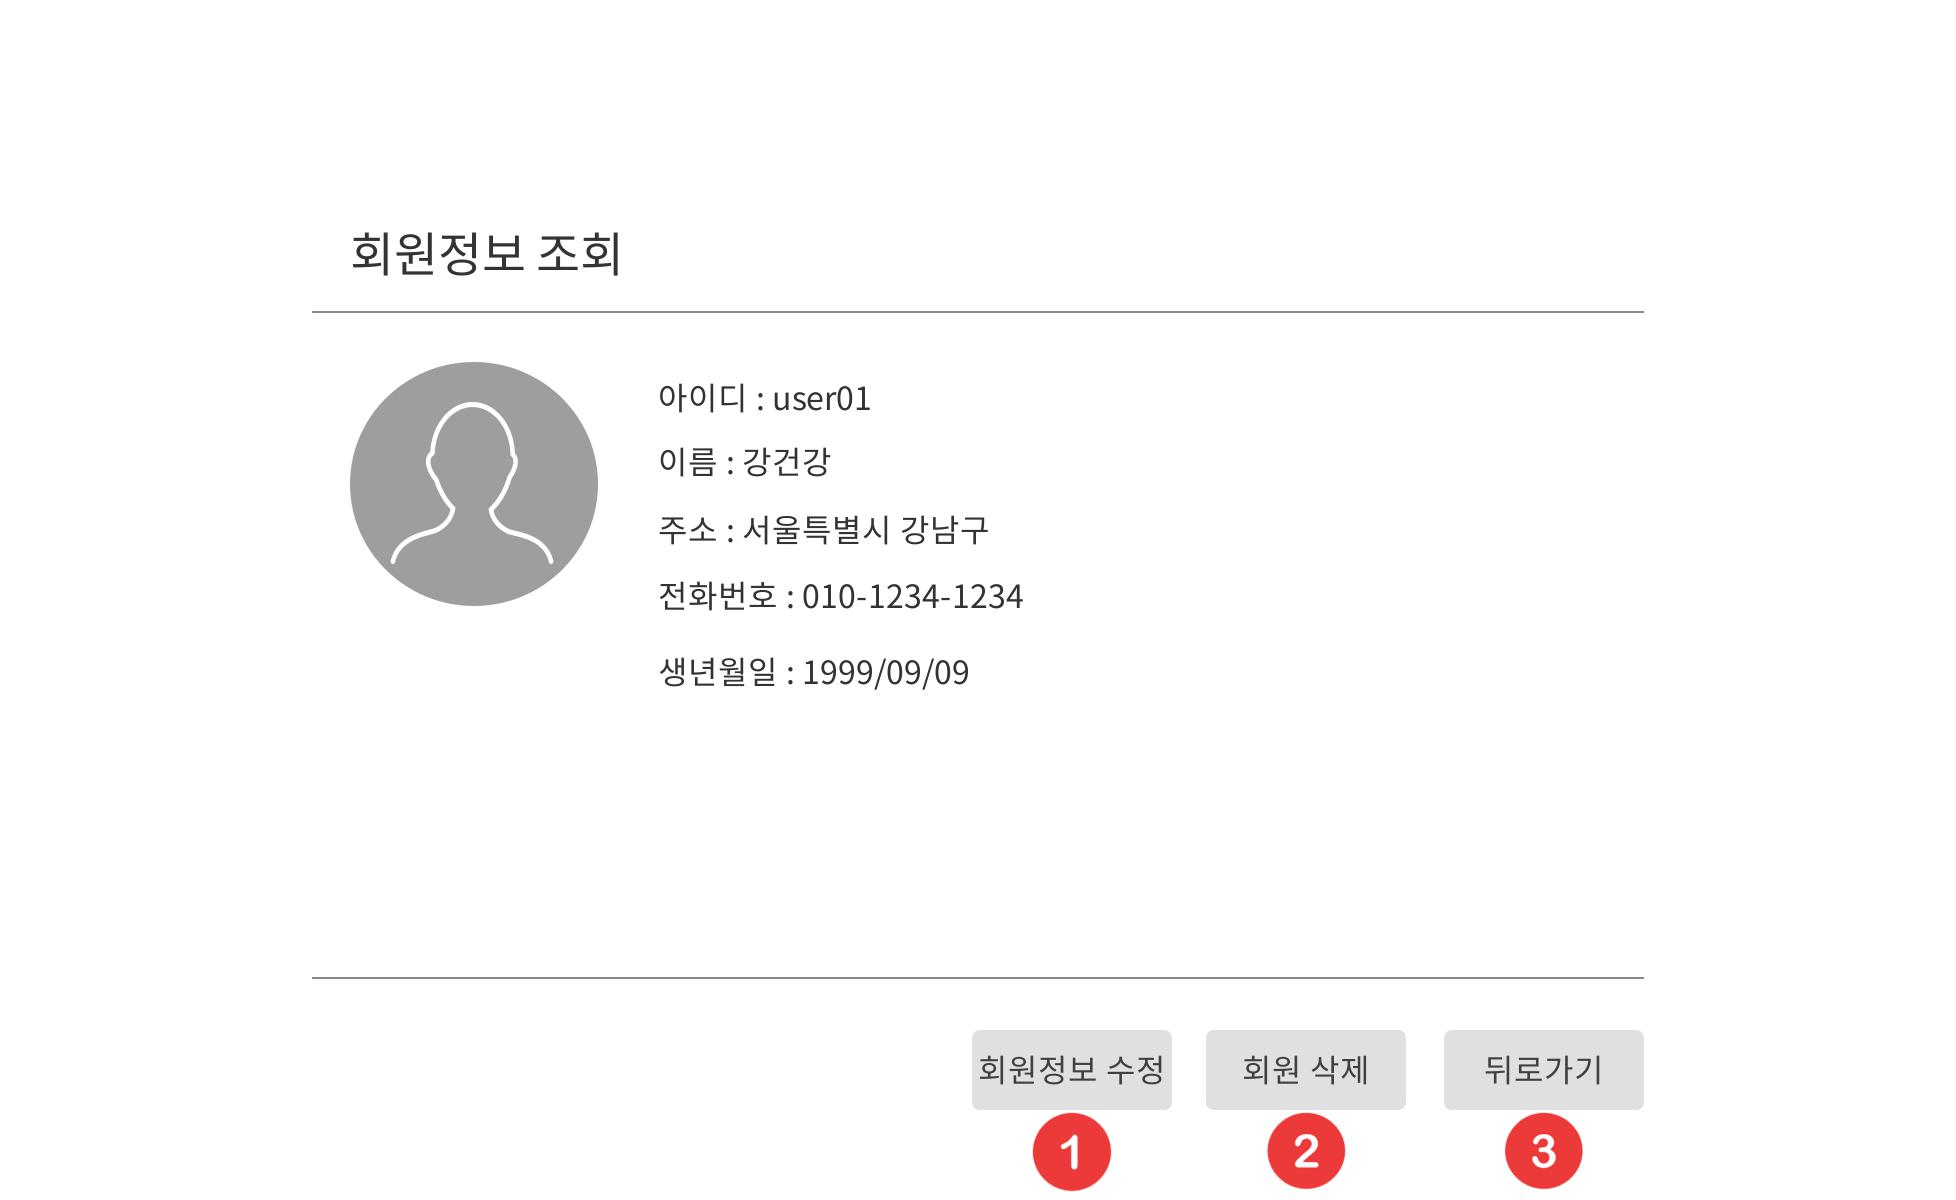 회원정보 조회
아이디 : user01
이름 : 강건강
주소 : 서울특별시 강남구
전화번호 : 010-1234-1234
생년월일 : 1999/09/09
회원정보 수정 회원 삭제 뒤로가기
1 2 3